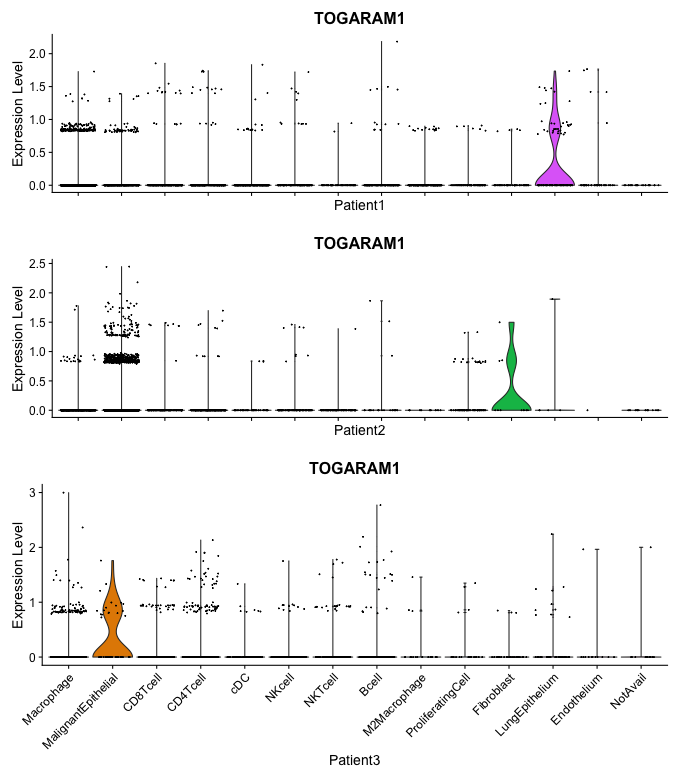 TOGARAM1
Expression Level
2.0
1.5
1.0
0.5
0.0
Patient1
TOGARAM1
Expression Level
2.5
2.0
1.5
1.0
0.5
0.0
Patient2
TOGARAM1
Expression Level
3
2
1
0
Macrophage
MalignantEpithelial
CD8Tcell
CD4Tcell
cDC
NKcell
NKTcell
Bcell
M2Macrophage
ProliferatingCell
Fibroblast
LungEpithelium
Endothelium
NotAvail
Patient3